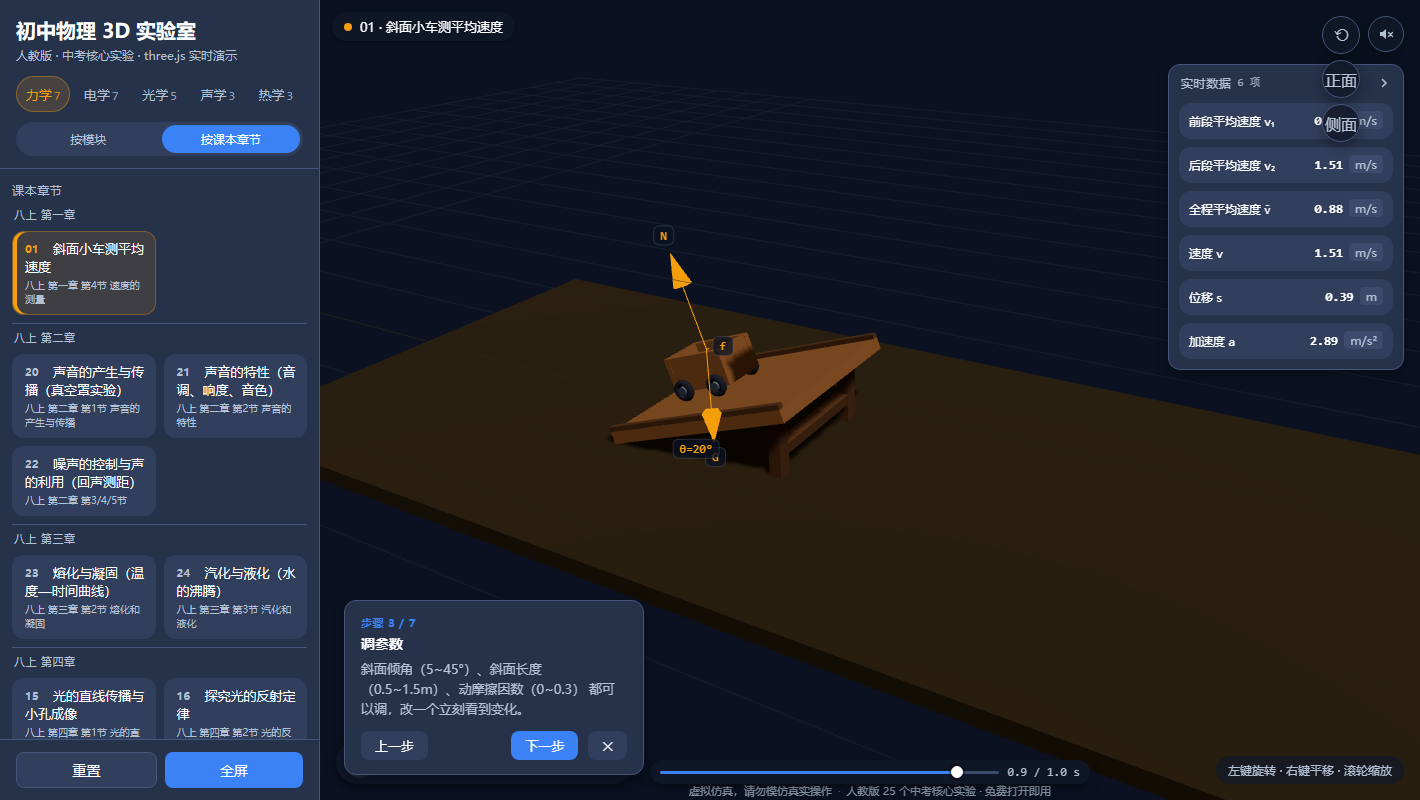 初中物理 3D 实验室
人教版 · 中考核心实验 · three.js 实时演示
力学 7
电学 7
光学 5
声学 3
热学 3
按模块
按课本章节
课本章节
八上 第一章
01 斜面小车测平均
速度
八上 第一章 第4节 速度的
测量
八上 第二章
20 声音的产生与传
播（真空罩实验）
八上 第二章 第1节 声音的
产生与传播
21 声音的特性（音
调、响度、音色）
八上 第二章 第2节 声音的
特性
22 噪声的控制与声
的利用（回声测距）
八上 第二章 第3/4/5节
八上 第三章
23 熔化与凝固（温
度—时间曲线）
八上 第三章 第2节 熔化和
凝固
24 汽化与液化（水
的沸腾）
八上 第三章 第3节 汽化和
液化
八上 第四章
15 光的直线传播与
小孔成像
八上 第四章 第1节 光的直
16 探究光的反射定
律
八上 第四章 第2节 光的反
重置
全屏
01 · 斜面小车测平均速度
N
f
θ=20°
G
正面
侧面
实时数据 6 项
前段平均速度 v₁ 0
后段平均速度 v₂ 1.51 m/s
全程平均速度 v̄ 0.88 m/s
速度 v 1.51 m/s
位移 s 0.39 m
加速度 a 2.89 m/s²
步骤 3 / 7
调参数
斜面倾角（5~45°）、斜面长度
（0.5~1.5m）、动摩擦因数（0~0.3） 都可
以调，改一个立刻看到变化。
上一步
下一步
0.9 / 1.0 s
虚拟仿真，请勿模仿真实操作 · 人教版 25 个中考核心实验 · 免费打开即用
左键旋转 · 右键平移 · 滚轮缩放